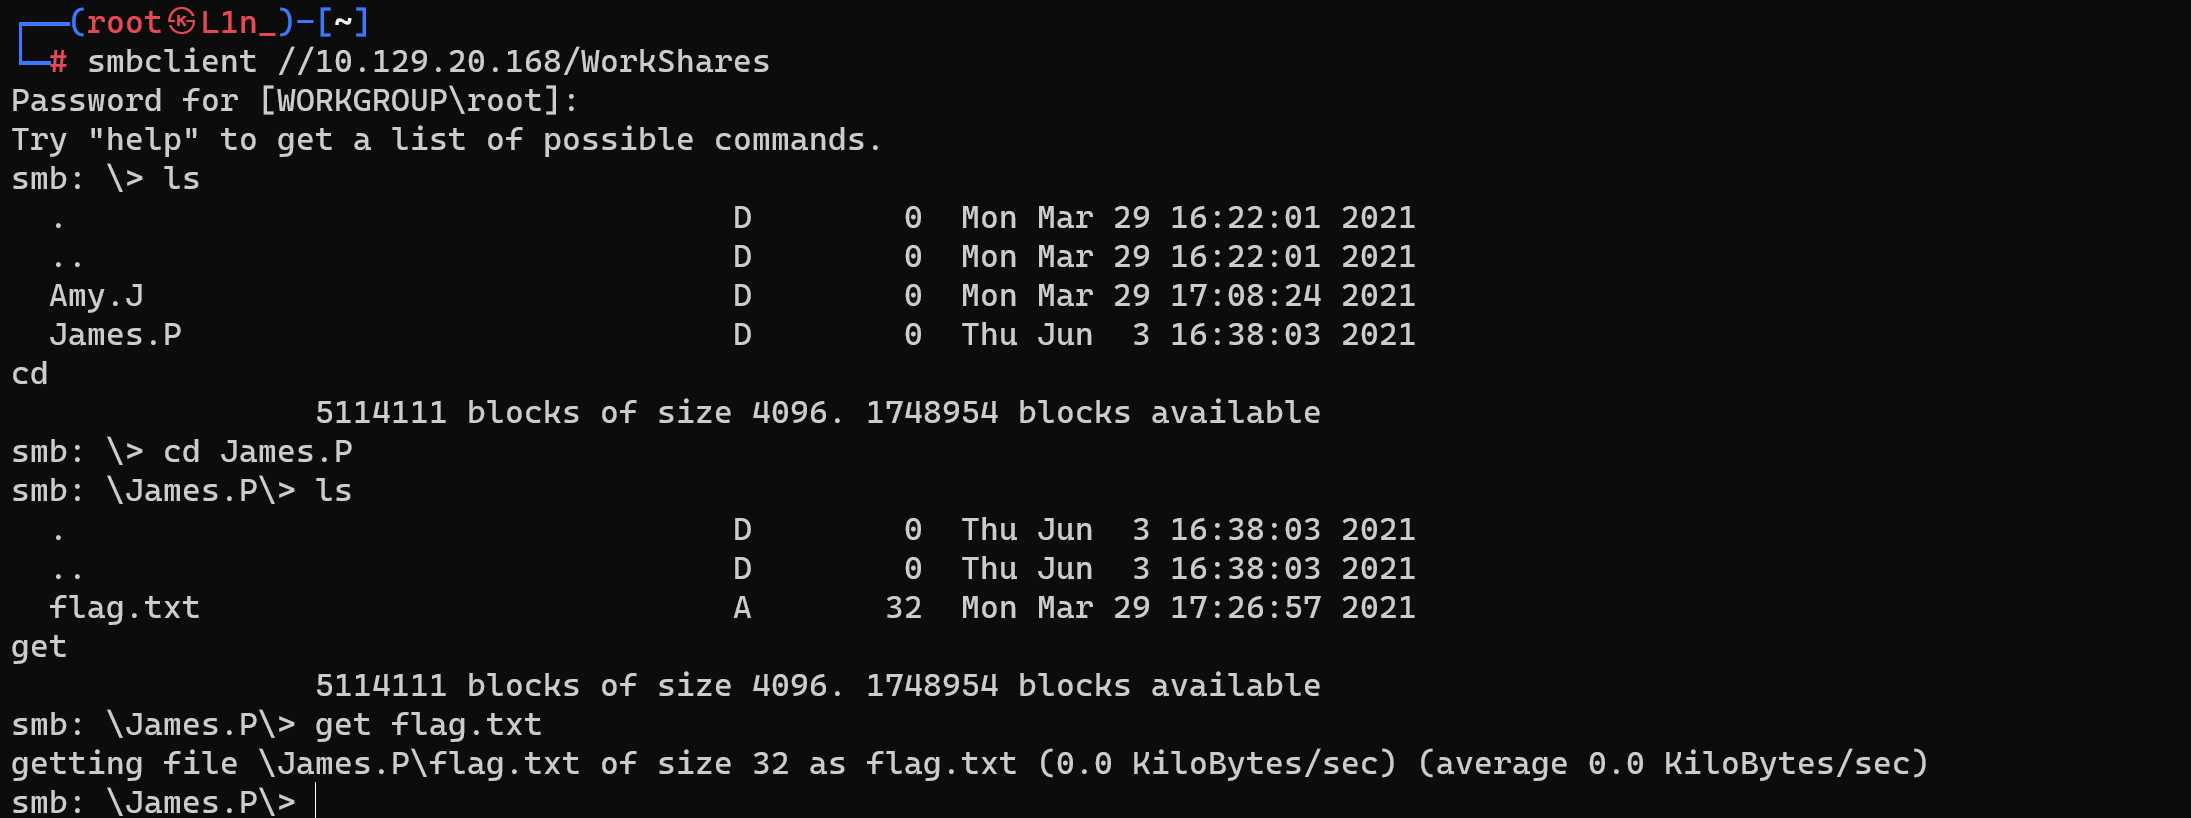 ┌──(root㉿L1n_)-[~]
└─# smbclient //10.129.20.168/WorkShares
Password for [WORKGROUP\root]:
Try "help" to get a list of possible commands.
smb: \> ls
  .                                   D        0  Mon Mar 29 16:22:01 2021
  ..                                  D        0  Mon Mar 29 16:22:01 2021
  Amy.J                               D        0  Mon Mar 29 17:08:24 2021
  James.P                             D        0  Thu Jun  3 16:38:03 2021
cd
                5114111 blocks of size 4096. 1748954 blocks available
smb: \> cd James.P
smb: \James.P\> ls
  .                                   D        0  Thu Jun  3 16:38:03 2021
  ..                                  D        0  Thu Jun  3 16:38:03 2021
  flag.txt                            A       32  Mon Mar 29 17:26:57 2021
get
                5114111 blocks of size 4096. 1748954 blocks available
smb: \James.P\> get flag.txt
getting file \James.P\flag.txt of size 32 as flag.txt (0.0 KiloBytes/sec) (average 0.0 KiloBytes/sec)
smb: \James.P\>